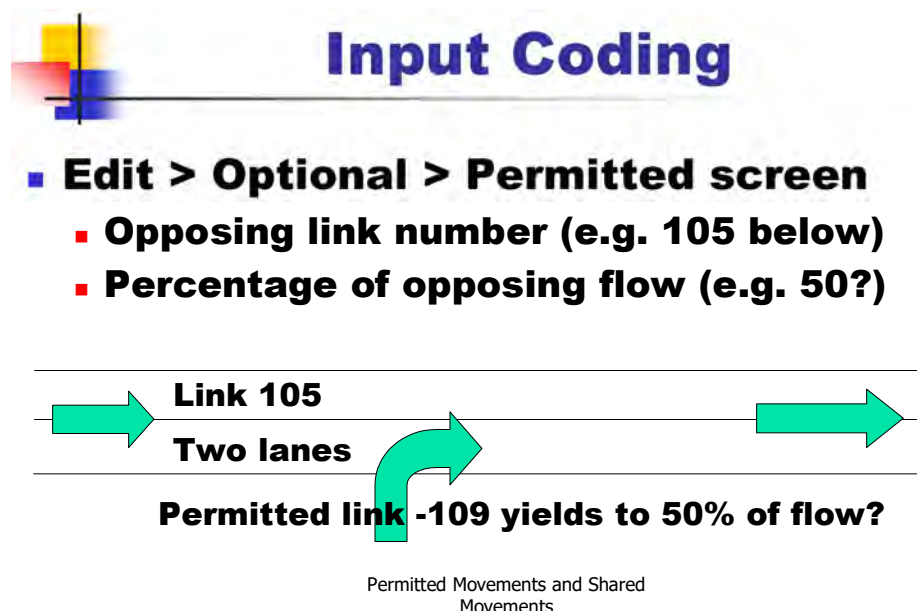 Input Coding
Edit > Optional > Permitted screen
Opposing link number (e.g. 105 below)
Percentage of opposing flow (e.g. 50?)
Link 105
Two lanes
Permitted link -109 yields to 50% of flow?
Permitted Movements and Shared
Movements